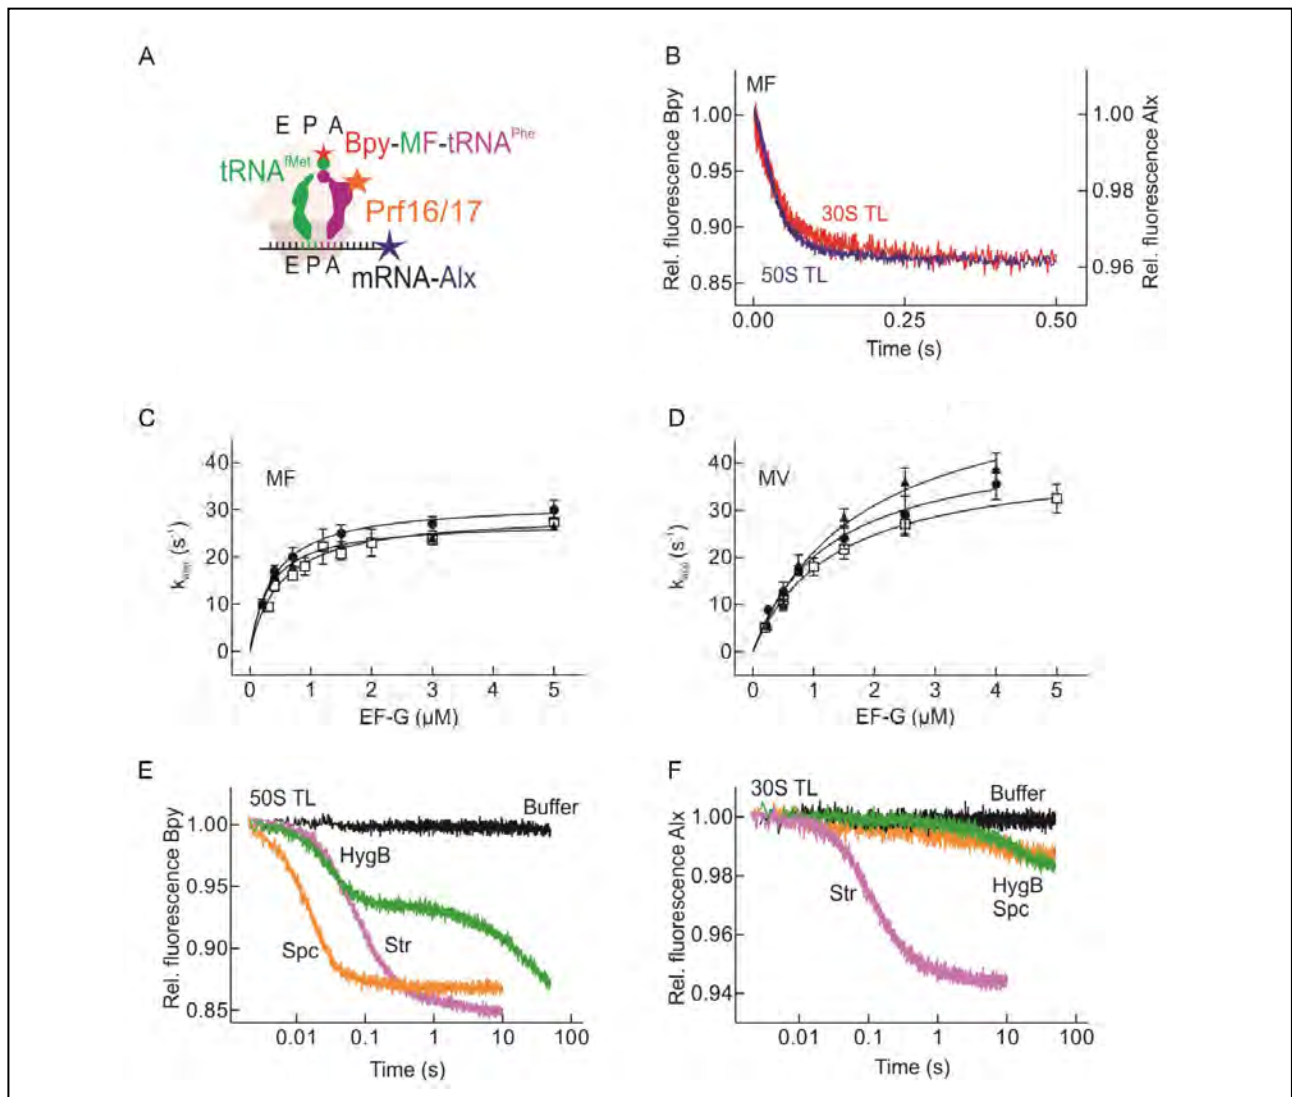 A
E P A
Bpy-MF-tRNAPhe
tRNAfMet
Prf16/17
E P A
mRNA-Alx
B
MF
Rel. fluorescence Bpy
1.00
0.95
0.90
0.85
30S TL
50S TL
1.00
0.98
0.96
Rel. fluorescence Alx
0.00 0.25 0.50
Time (s)
C
MF
(s-1)
40
30
20
10
0
0 1 2 3 4 5
EF-G (µM)
D
MV
(s-1)
40
30
20
10
0
0 1 2 3 4 5
EF-G (µM)
E
50S TL
Buffer
Rel. fluorescence Bpy
1.00
0.95
0.90
0.85
HygB
Spc
Str
0.01 0.1 1 10 100
Time (s)
F
30S TL
Buffer
Rel. fluorescence Alx
1.00
0.98
0.96
0.94
Str
HygB
Spc
0.01 0.1 1 10 100
Time (s)